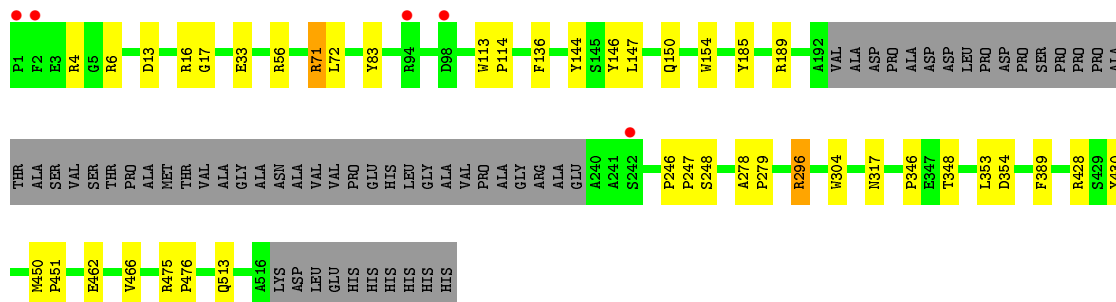 P1 F2 E3 R4 G5 R6 D13 R16 G17 E33 R56 R71 L72 Y83 R94 D98 W113 P114 F136 Y144 S145 Y146 L147 Q150 W154 Y185 R189 A192 VAL ALA ASP PRO ALA ASP ASP LEU PRO ASP PRO SER PRO PRO PRO ALA
THR ALA SER VAL SER THR PRO ALA MET THR VAL ALA GLY ALA ASN ALA VAL VAL PRO GLU HIS LEU GLY ALA VAL PRO ALA GLY ARG ALA GLU A240 A241 S242 P246 P247 S248 A278 P279 R296 W304 N317 P346 E347 T348 L353 D354 F389 R428 S429 Y430
M450 P451 E462 V466 R475 P476 Q513 A516 LYS ASP LEU GLU HIS HIS HIS HIS HIS HIS